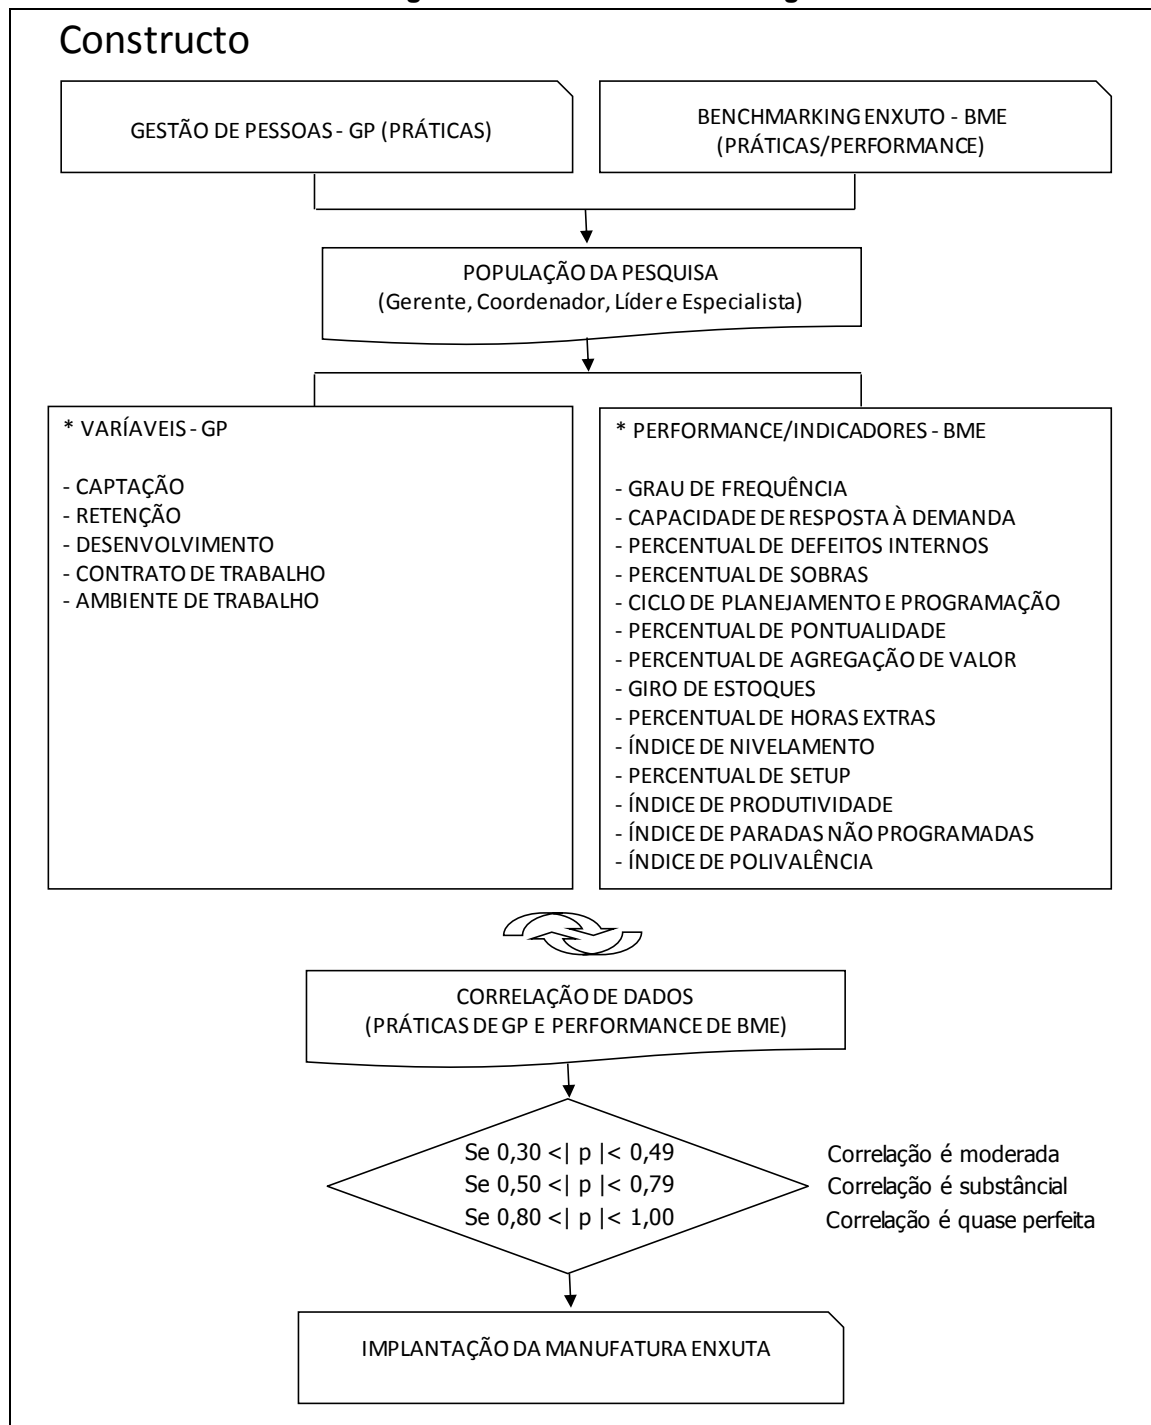 Constructo
GESTÃO DE PESSOAS - GP (PRÁTICAS)
BENCHMARKING ENXUTO - BME
(PRÁTICAS/PERFORMANCE)
POPULAÇÃO DA PESQUISA
(Gerente, Coordenador, Líder e Especialista)
* VARÍAVEIS - GP
- CAPTAÇÃO
- RETENÇÃO
- DESENVOLVIMENTO
- CONTRATO DE TRABALHO
- AMBIENTE DE TRABALHO
* PERFORMANCE/INDICADORES - BME
- GRAU DE FREQUÊNCIA
- CAPACIDADE DE RESPOSTA À DEMANDA
- PERCENTUAL DE DEFEITOS INTERNOS
- PERCENTUAL DE SOBRAS
- CICLO DE PLANEJAMENTO E PROGRAMAÇÃO
- PERCENTUAL DE PONTUALIDADE
- PERCENTUAL DE AGREGAÇÃO DE VALOR
- GIRO DE ESTOQUES
- PERCENTUAL DE HORAS EXTRAS
- ÍNDICE DE NIVELAMENTO
- PERCENTUAL DE SETUP
- ÍNDICE DE PRODUTIVIDADE
- ÍNDICE DE PARADAS NÃO PROGRAMADAS
- ÍNDICE DE POLIVALÊNCIA
CORRELAÇÃO DE DADOS
(PRÁTICAS DE GP E PERFORMANCE DE BME)
Se 0,30 <| p |< 0,49 Correlação é moderada
Se 0,50 <| p |< 0,79 Correlação é substâncial
Se 0,80 <| p |< 1,00 Correlação é quase perfeita
IMPLANTAÇÃO DA MANUFATURA ENXUTA